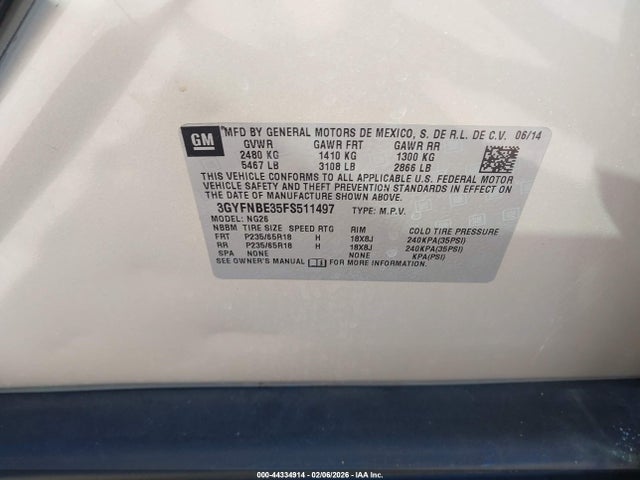 GM MFD BY GENERAL MOTORS DE MEXICO, S. DE R.L. DE C.V. 06/14
GVWR GAWR FRT GAWR RR
2480 KG 1410 KG 1300 KG
5467 LB 3108 LB 2866 LB
THIS VEHICLE CONFORMS TO ALL APPLICABLE U.S. FEDERAL MOTOR
VEHICLE SAFETY AND THEFT PREVENTION STANDARDS IN EFFECT ON
THE DATE OF MANUFACTURE SHOWN ABOVE.
3GYFNBE35FS511497 TYPE: M.P.V.
MODEL: NG26
NBBM TIRE SIZE SPEED RTG RIM COLD TIRE PRESSURE
FRT P235/65R18 H 18X8J 240KPA(35PSI)
RR P235/65R18 H 18X8J 240KPA(35PSI)
SPA NONE NONE KPA(PSI)
SEE OWNER'S MANUAL FOR MORE INFORMATION.
000-44334914 - 02/06/2026 - IAA Inc.